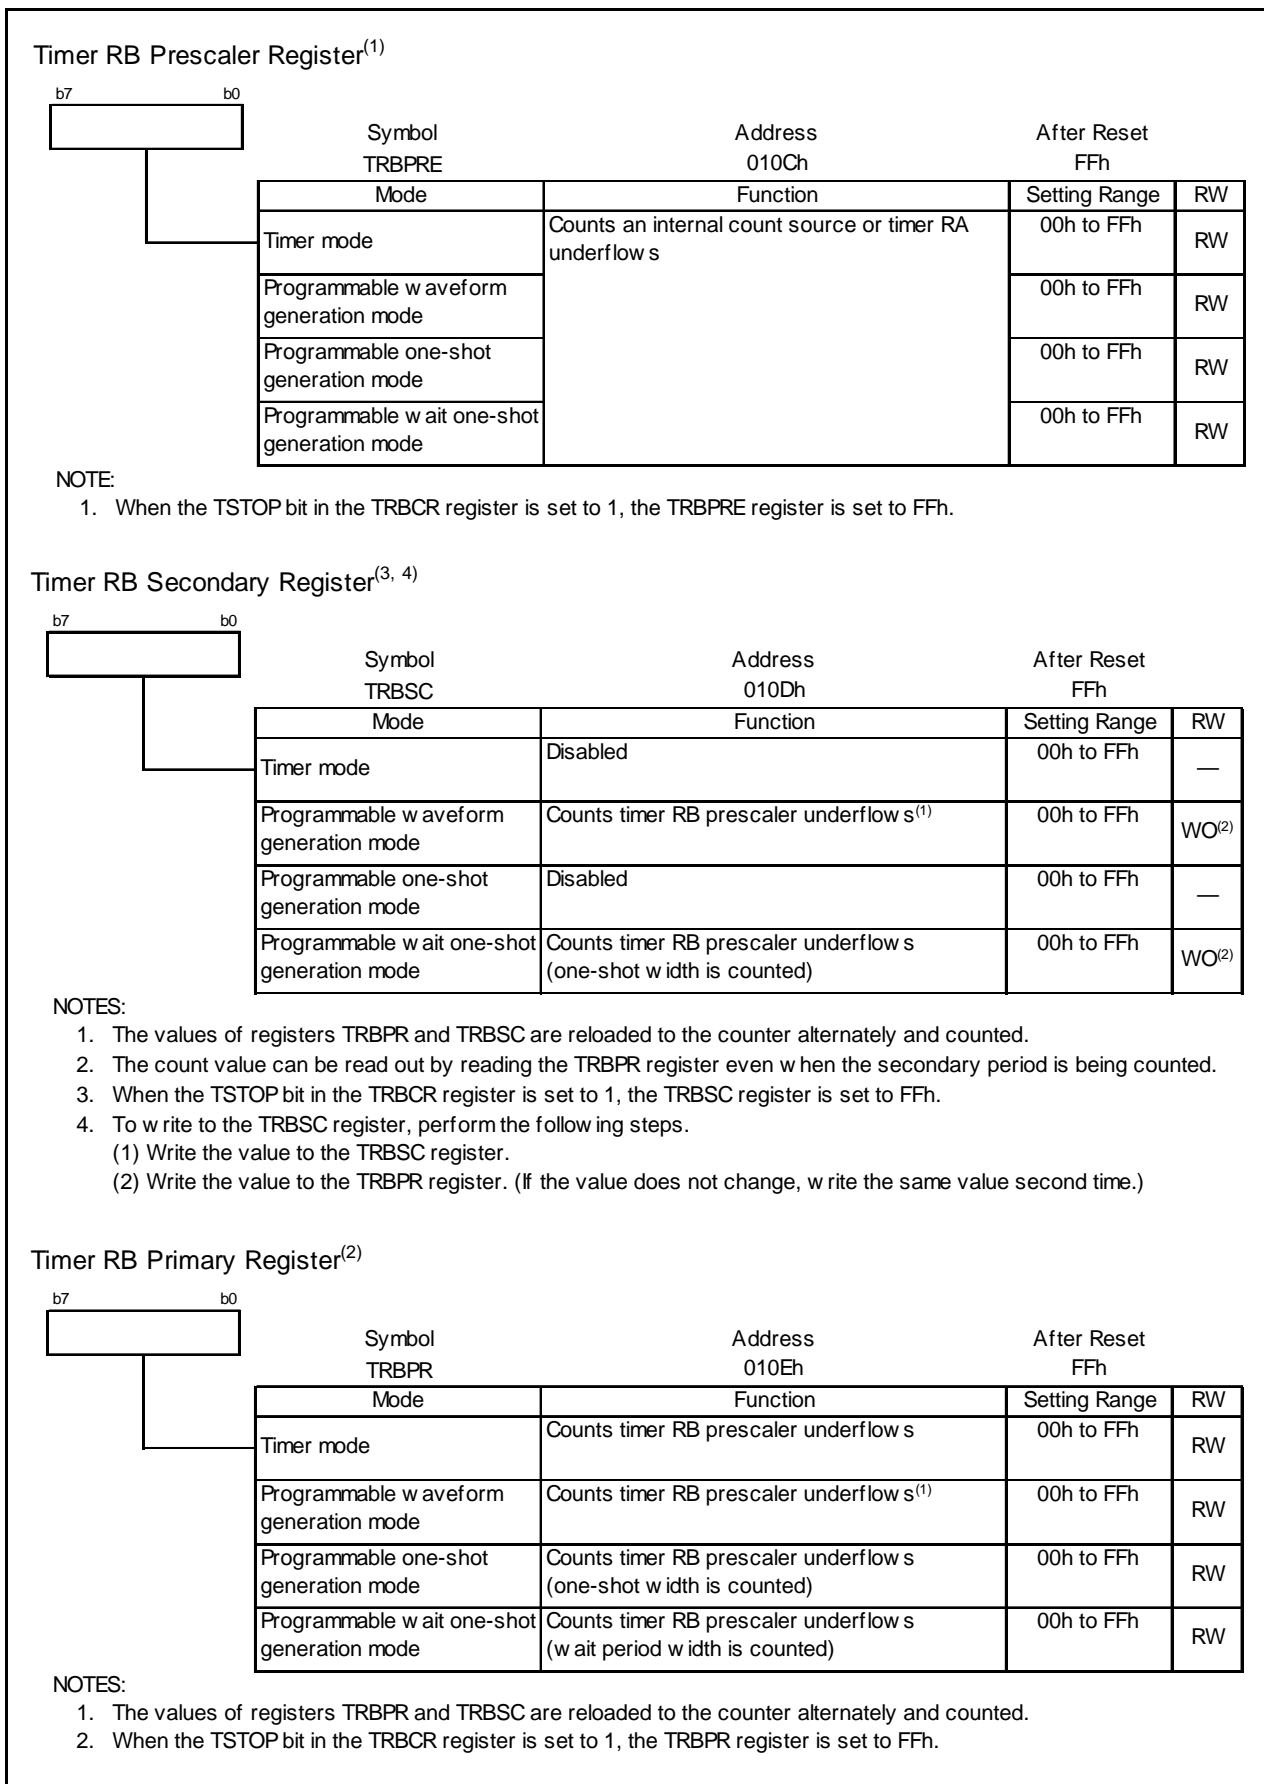 Timer RB Prescaler Register(1)
b7 b0
Symbol Address After Reset
TRBPRE 010Ch FFh
Mode Function Setting Range RW
Timer mode Counts an internal count source or timer RA underflows 00h to FFh RW
Programmable waveform generation mode 00h to FFh RW
Programmable one-shot generation mode 00h to FFh RW
Programmable wait one-shot generation mode 00h to FFh RW
NOTE:
1. When the TSTOP bit in the TRBCR register is set to 1, the TRBPRE register is set to FFh.
Timer RB Secondary Register(3, 4)
b7 b0
Symbol Address After Reset
TRBSC 010Dh FFh
Mode Function Setting Range RW
Timer mode Disabled 00h to FFh —
Programmable waveform generation mode Counts timer RB prescaler underflows(1) 00h to FFh WO(2)
Programmable one-shot generation mode Disabled 00h to FFh —
Programmable wait one-shot generation mode Counts timer RB prescaler underflows (one-shot width is counted) 00h to FFh WO(2)
NOTES:
1. The values of registers TRBPR and TRBSC are reloaded to the counter alternately and counted.
2. The count value can be read out by reading the TRBPR register even when the secondary period is being counted.
3. When the TSTOP bit in the TRBCR register is set to 1, the TRBSC register is set to FFh.
4. To write to the TRBSC register, perform the following steps.
(1) Write the value to the TRBSC register.
(2) Write the value to the TRBPR register. (If the value does not change, write the same value second time.)
Timer RB Primary Register(2)
b7 b0
Symbol Address After Reset
TRBPR 010Eh FFh
Mode Function Setting Range RW
Timer mode Counts timer RB prescaler underflows 00h to FFh RW
Programmable waveform generation mode Counts timer RB prescaler underflows(1) 00h to FFh RW
Programmable one-shot generation mode Counts timer RB prescaler underflows (one-shot width is counted) 00h to FFh RW
Programmable wait one-shot generation mode Counts timer RB prescaler underflows (wait period width is counted) 00h to FFh RW
NOTES:
1. The values of registers TRBPR and TRBSC are reloaded to the counter alternately and counted.
2. When the TSTOP bit in the TRBCR register is set to 1, the TRBPR register is set to FFh.